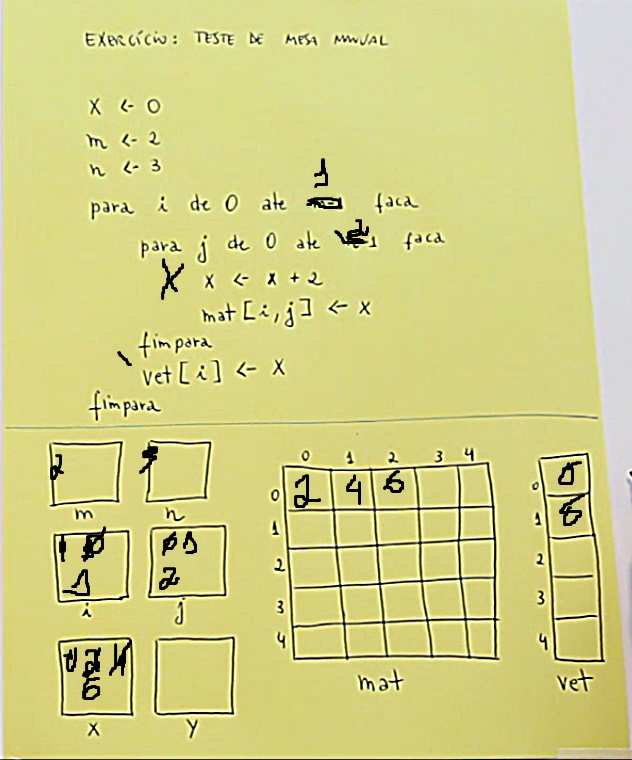 EXERCÍCIO: TESTE DE MESA MANUAL
X <- 0
m <- 2
n <- 3
1
para i de 0 ate faca
2
para j de 0 ate 1 faca
X x <- x + 2
mat [i,j] <- X
fimpara
vet [i] <- X
fimpara
2
m n
0 1 2 3 4
0 2 4 6
1
2
3
4
mat
0
1 6
2
3
4
vet
0
1
i
0 1
2
j
0 2 4
6
x y